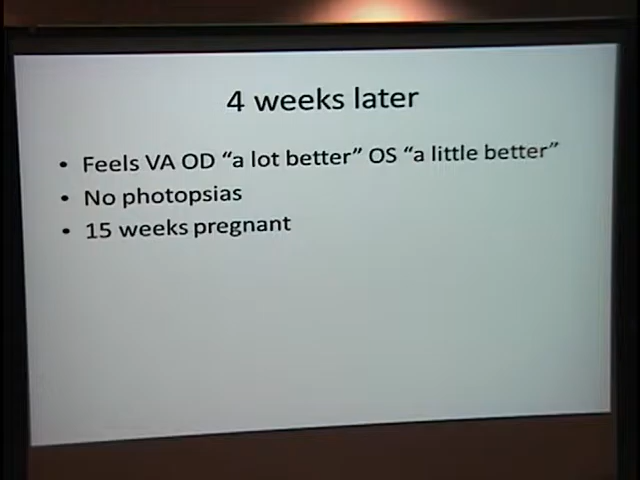 4 weeks later
• Feels VA OD “a lot better” OS “a little better”
• No photopsias
• 15 weeks pregnant